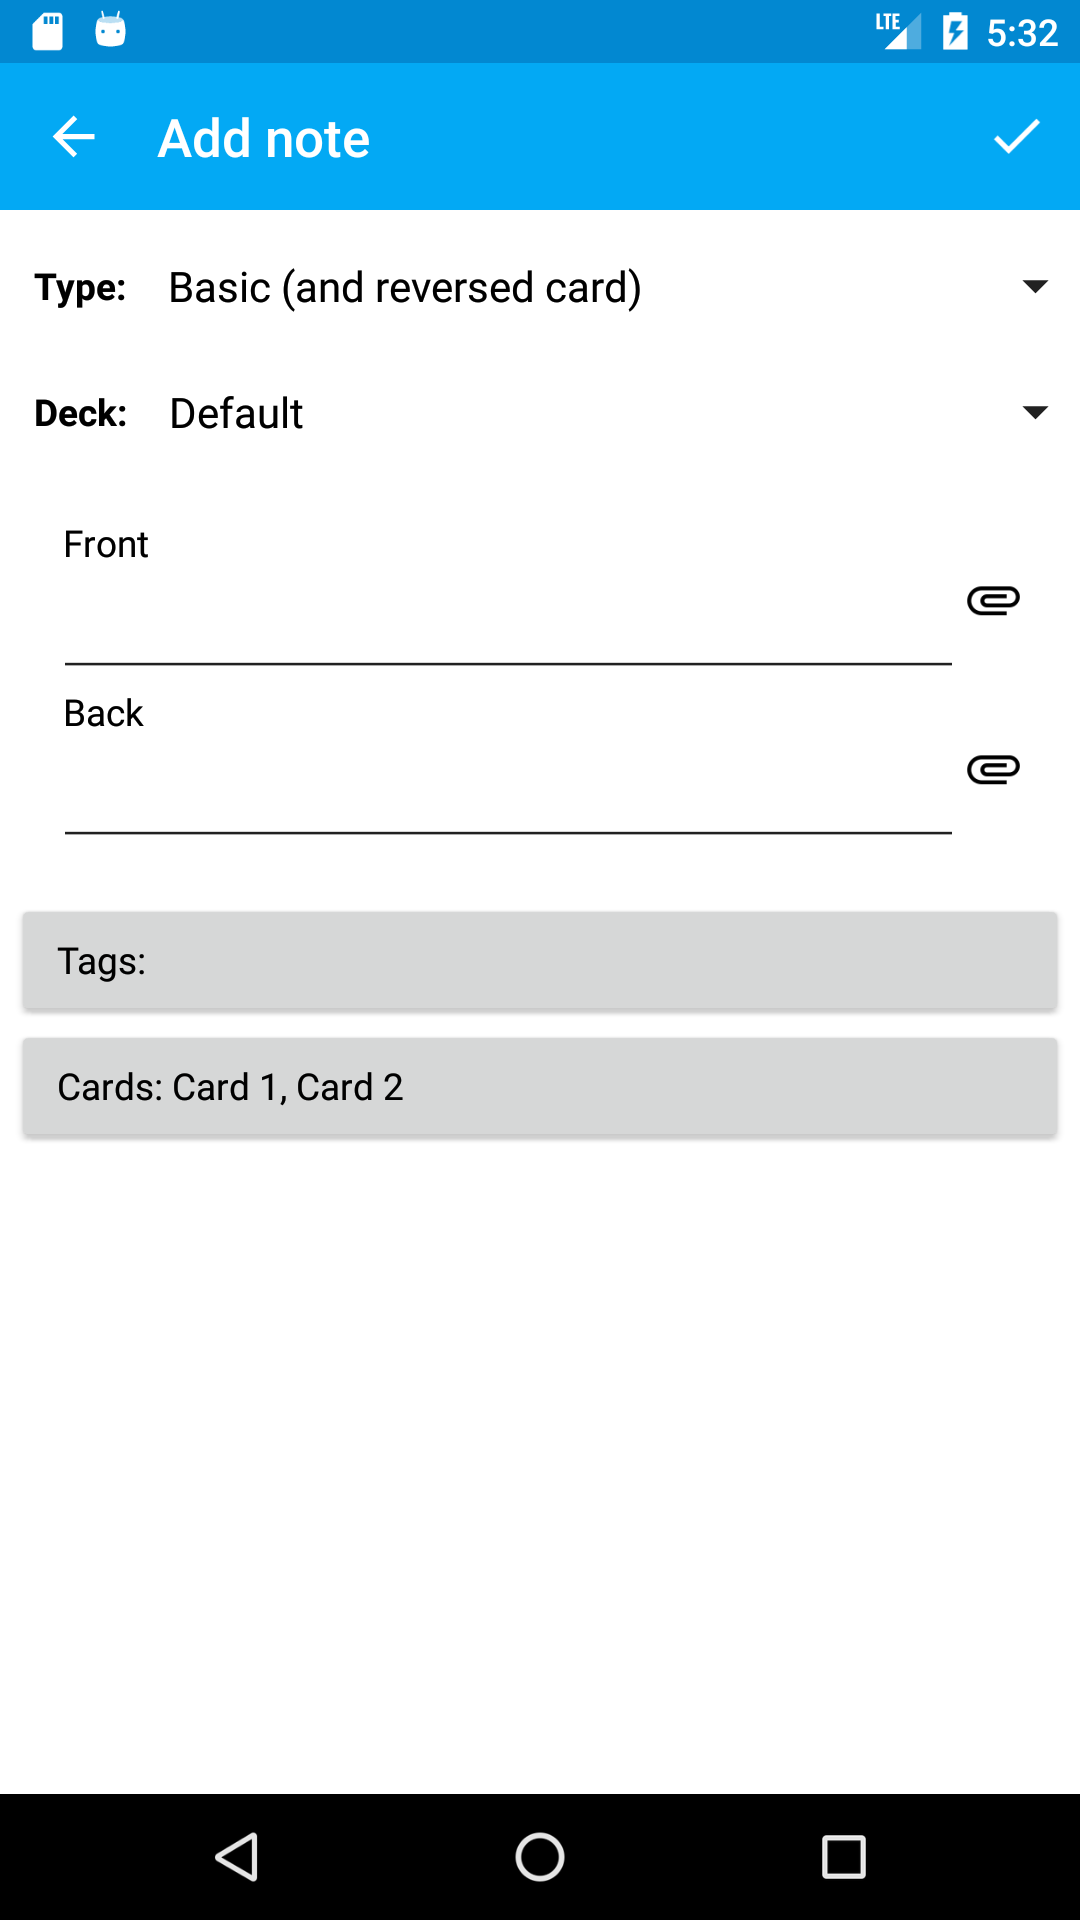 LTE 5:32
Add note
Type: Basic (and reversed card)
Deck: Default
Front
Back
Tags:
Cards: Card 1, Card 2